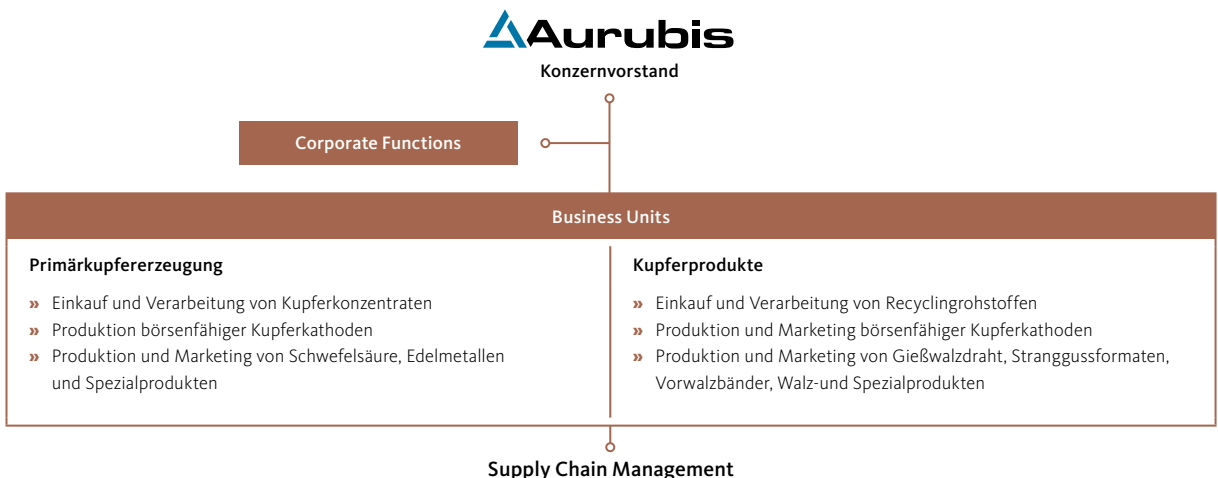 Aurubis
Konzernvorstand
Corporate Functions
Business Units
Primärkupfererzeugung
» Einkauf und Verarbeitung von Kupferkonzentraten
» Produktion börsenfähiger Kupferkathoden
» Produktion und Marketing von Schwefelsäure, Edelmetallen
und Spezialprodukten
Kupferprodukte
» Einkauf und Verarbeitung von Recyclingrohstoffen
» Produktion und Marketing börsenfähiger Kupferkathoden
» Produktion und Marketing von Gießwalzdraht, Stranggussformaten,
Vorwalzbänder, Walz-und Spezialprodukten
Supply Chain Management